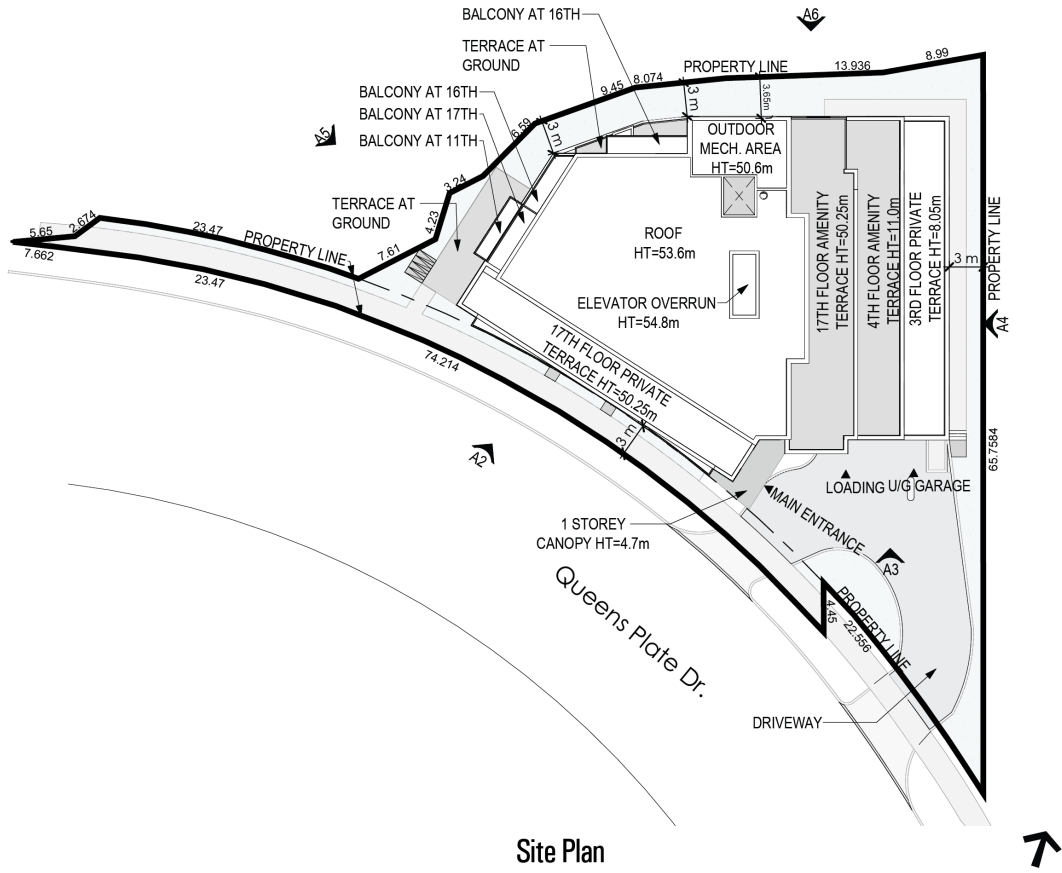 BALCONY AT 16TH
TERRACE AT
GROUND
A6
PROPERTY LINE
13.936
8.99
9.45
8.074
3 m
3.65m
BALCONY AT 16TH
BALCONY AT 17TH
BALCONY AT 11TH
A5
6.59
3 m
3.24
4.23
OUTDOOR
MECH. AREA
HT=50.6m
TERRACE AT
GROUND
5.65
2.674
23.47
PROPERTY LINE
7.61
7.662
23.47
74.214
ROOF
HT=53.6m
ELEVATOR OVERRUN
HT=54.8m
17TH FLOOR AMENITY
TERRACE HT=50.25m
4TH FLOOR AMENITY
TERRACE HT=11.0m
3RD FLOOR PRIVATE
TERRACE HT=8.05m
3 m
PROPERTY LINE
A4
17TH FLOOR PRIVATE
TERRACE HT=50.25m
3 m
A2
65.7584
LOADING
U/G GARAGE
MAIN ENTRANCE
1 STOREY
CANOPY HT=4.7m
A3
Queens Plate Dr.
4.45
22.556
PROPERTY LINE
DRIVEWAY
Site Plan